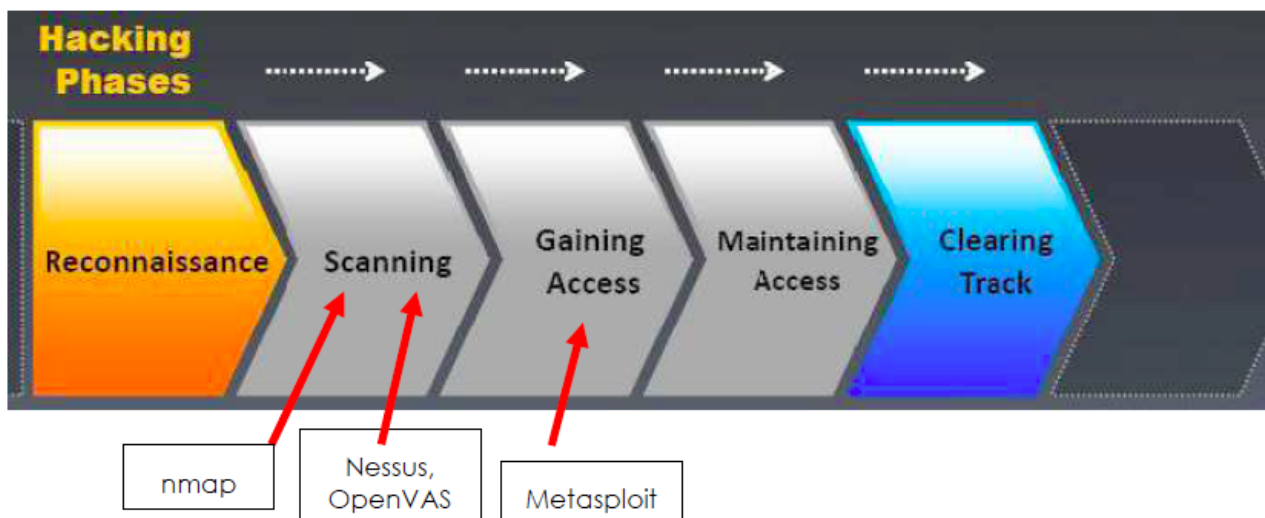 Hacking
Phases
Reconnaissance
Scanning
Gaining
Access
Maintaining
Access
Clearing
Track
nmap
Nessus,
OpenVAS
Metasploit